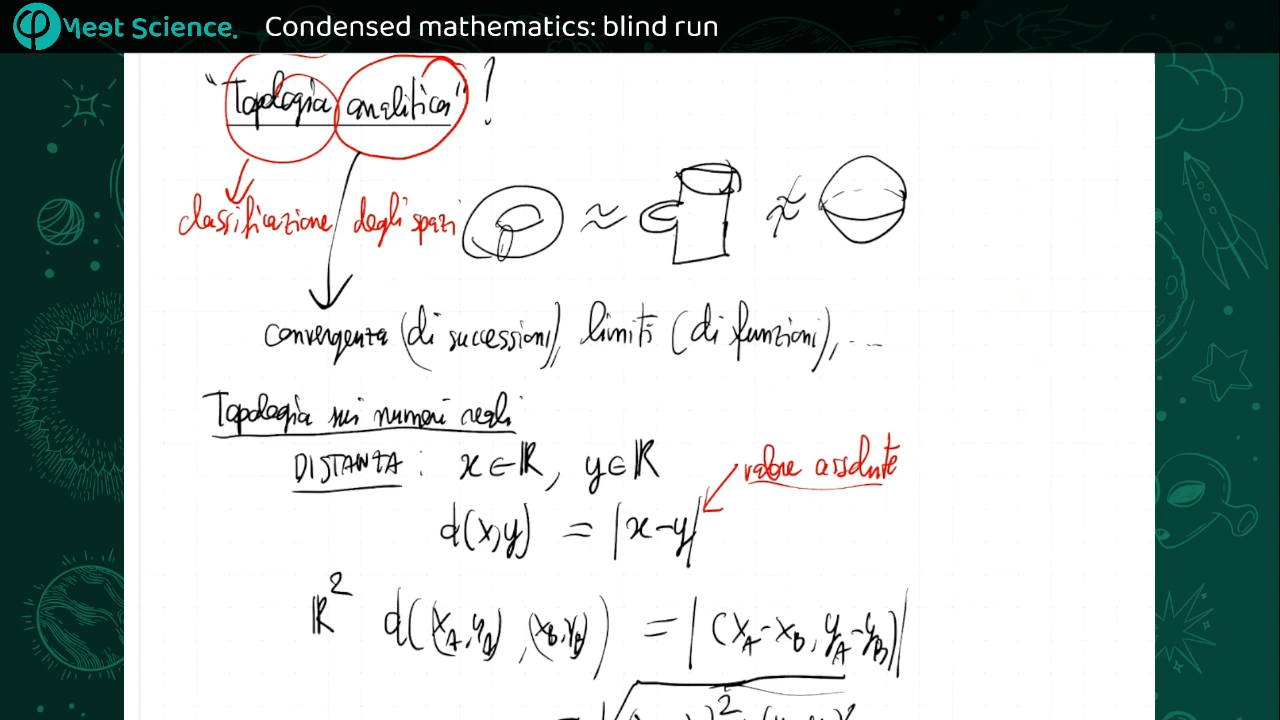 Meet Science. Condensed mathematics: blind run
"Topologia analitica" ?
classificazione degli spazi ≈ ≉
convergenza (di successioni), limiti (di funzioni), ...
Topologia sui numeri reali
DISTANZA : x ∈ ℝ, y ∈ ℝ
valore assoluto
d(x,y) = |x-y|
ℝ² d((x_A, y_A), (x_B, y_B)) = |(x_A - x_B, y_A - y_B)|